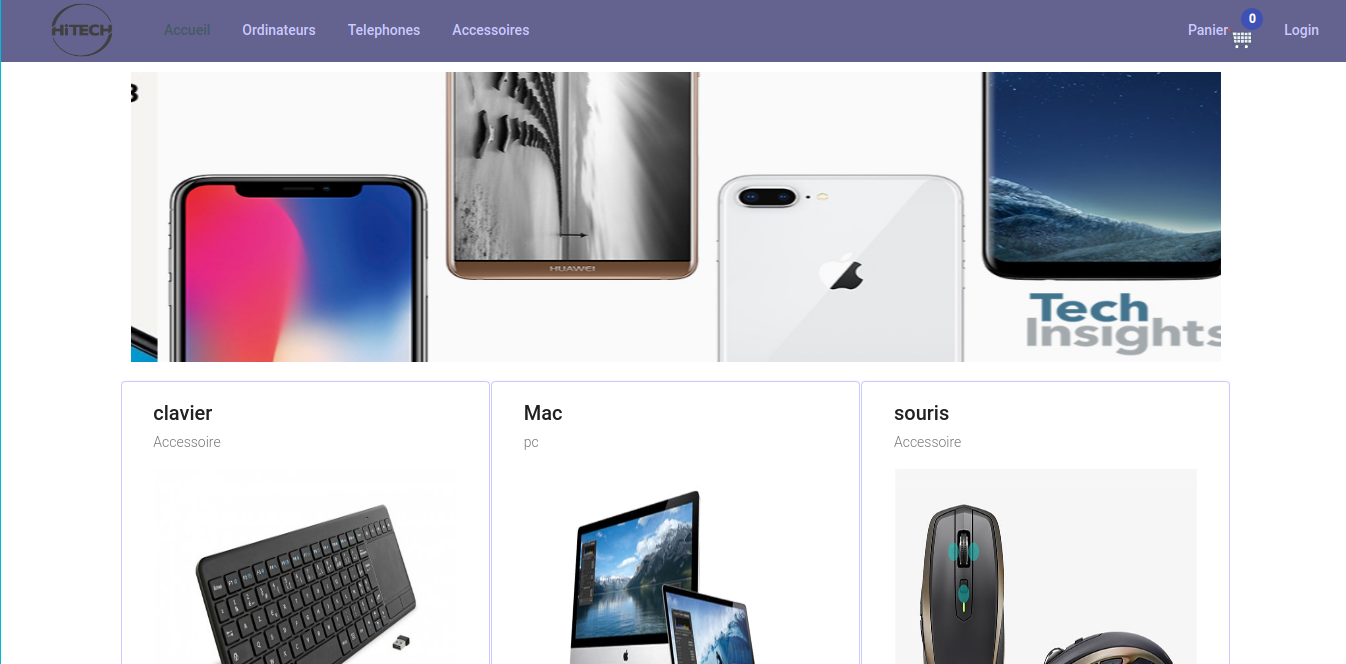 HiTECH Accueil Ordinateurs Telephones Accessoires Panier 0 Login
HUAWEI
Tech
Insights
clavier Mac souris
Accessoire pc Accessoire